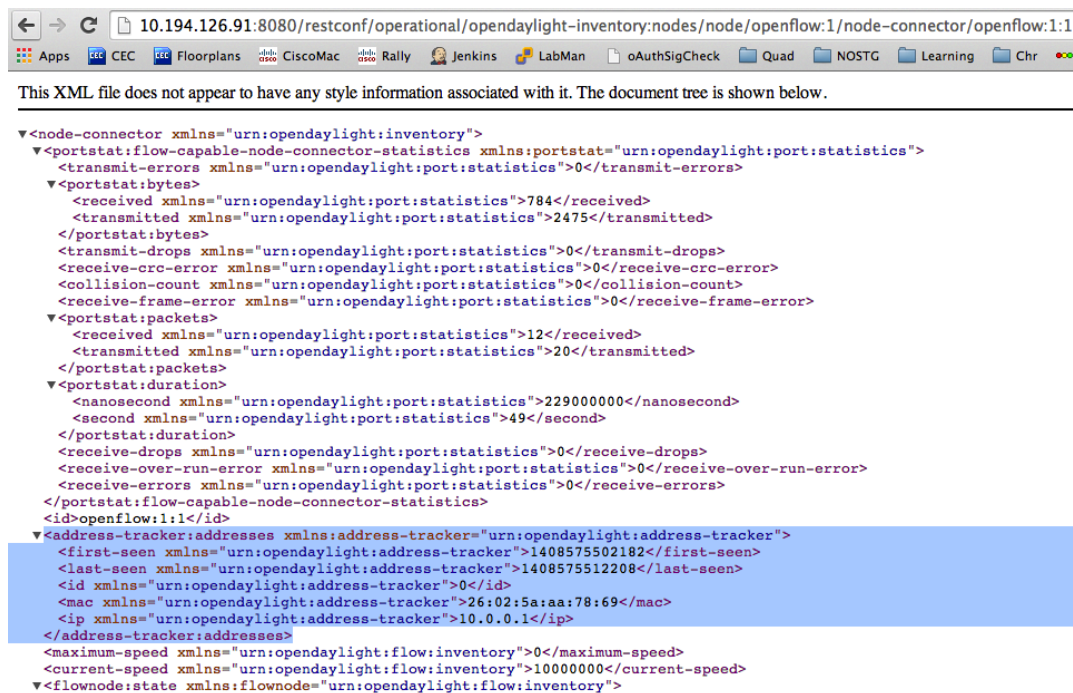 10.194.126.91:8080/restconf/operational/opendaylight-inventory:nodes/node/openflow:1/node-connector/openflow:1:1
Apps CEC CEC CEC Floorplans cisco CiscoMac cisco Rally Jenkins LabMan oAuthSigCheck Quad NOSTG Learning Chr
This XML file does not appear to have any style information associated with it. The document tree is shown below.
▼<node-connector xmlns="urn:opendaylight:inventory">
▼<portstat:flow-capable-node-connector-statistics xmlns:portstat="urn:opendaylight:port:statistics">
<transmit-errors xmlns="urn:opendaylight:port:statistics">0</transmit-errors>
▼<portstat:bytes>
<received xmlns="urn:opendaylight:port:statistics">784</received>
<transmitted xmlns="urn:opendaylight:port:statistics">2475</transmitted>
</portstat:bytes>
<transmit-drops xmlns="urn:opendaylight:port:statistics">0</transmit-drops>
<receive-crc-error xmlns="urn:opendaylight:port:statistics">0</receive-crc-error>
<collision-count xmlns="urn:opendaylight:port:statistics">0</collision-count>
<receive-frame-error xmlns="urn:opendaylight:port:statistics">0</receive-frame-error>
▼<portstat:packets>
<received xmlns="urn:opendaylight:port:statistics">12</received>
<transmitted xmlns="urn:opendaylight:port:statistics">20</transmitted>
</portstat:packets>
▼<portstat:duration>
<nanosecond xmlns="urn:opendaylight:port:statistics">229000000</nanosecond>
<second xmlns="urn:opendaylight:port:statistics">49</second>
</portstat:duration>
<receive-drops xmlns="urn:opendaylight:port:statistics">0</receive-drops>
<receive-over-run-error xmlns="urn:opendaylight:port:statistics">0</receive-over-run-error>
<receive-errors xmlns="urn:opendaylight:port:statistics">0</receive-errors>
</portstat:flow-capable-node-connector-statistics>
<id>openflow:1:1</id>
▼<address-tracker:addresses xmlns:address-tracker="urn:opendaylight:address-tracker">
<first-seen xmlns="urn:opendaylight:address-tracker">1408575502182</first-seen>
<last-seen xmlns="urn:opendaylight:address-tracker">1408575512208</last-seen>
<id xmlns="urn:opendaylight:address-tracker">0</id>
<mac xmlns="urn:opendaylight:address-tracker">26:02:5a:aa:78:69</mac>
<ip xmlns="urn:opendaylight:address-tracker">10.0.0.1</ip>
</address-tracker:addresses>
<maximum-speed xmlns="urn:opendaylight:flow:inventory">0</maximum-speed>
<current-speed xmlns="urn:opendaylight:flow:inventory">10000000</current-speed>
▼<flownode:state xmlns:flownode="urn:opendaylight:flow:inventory">